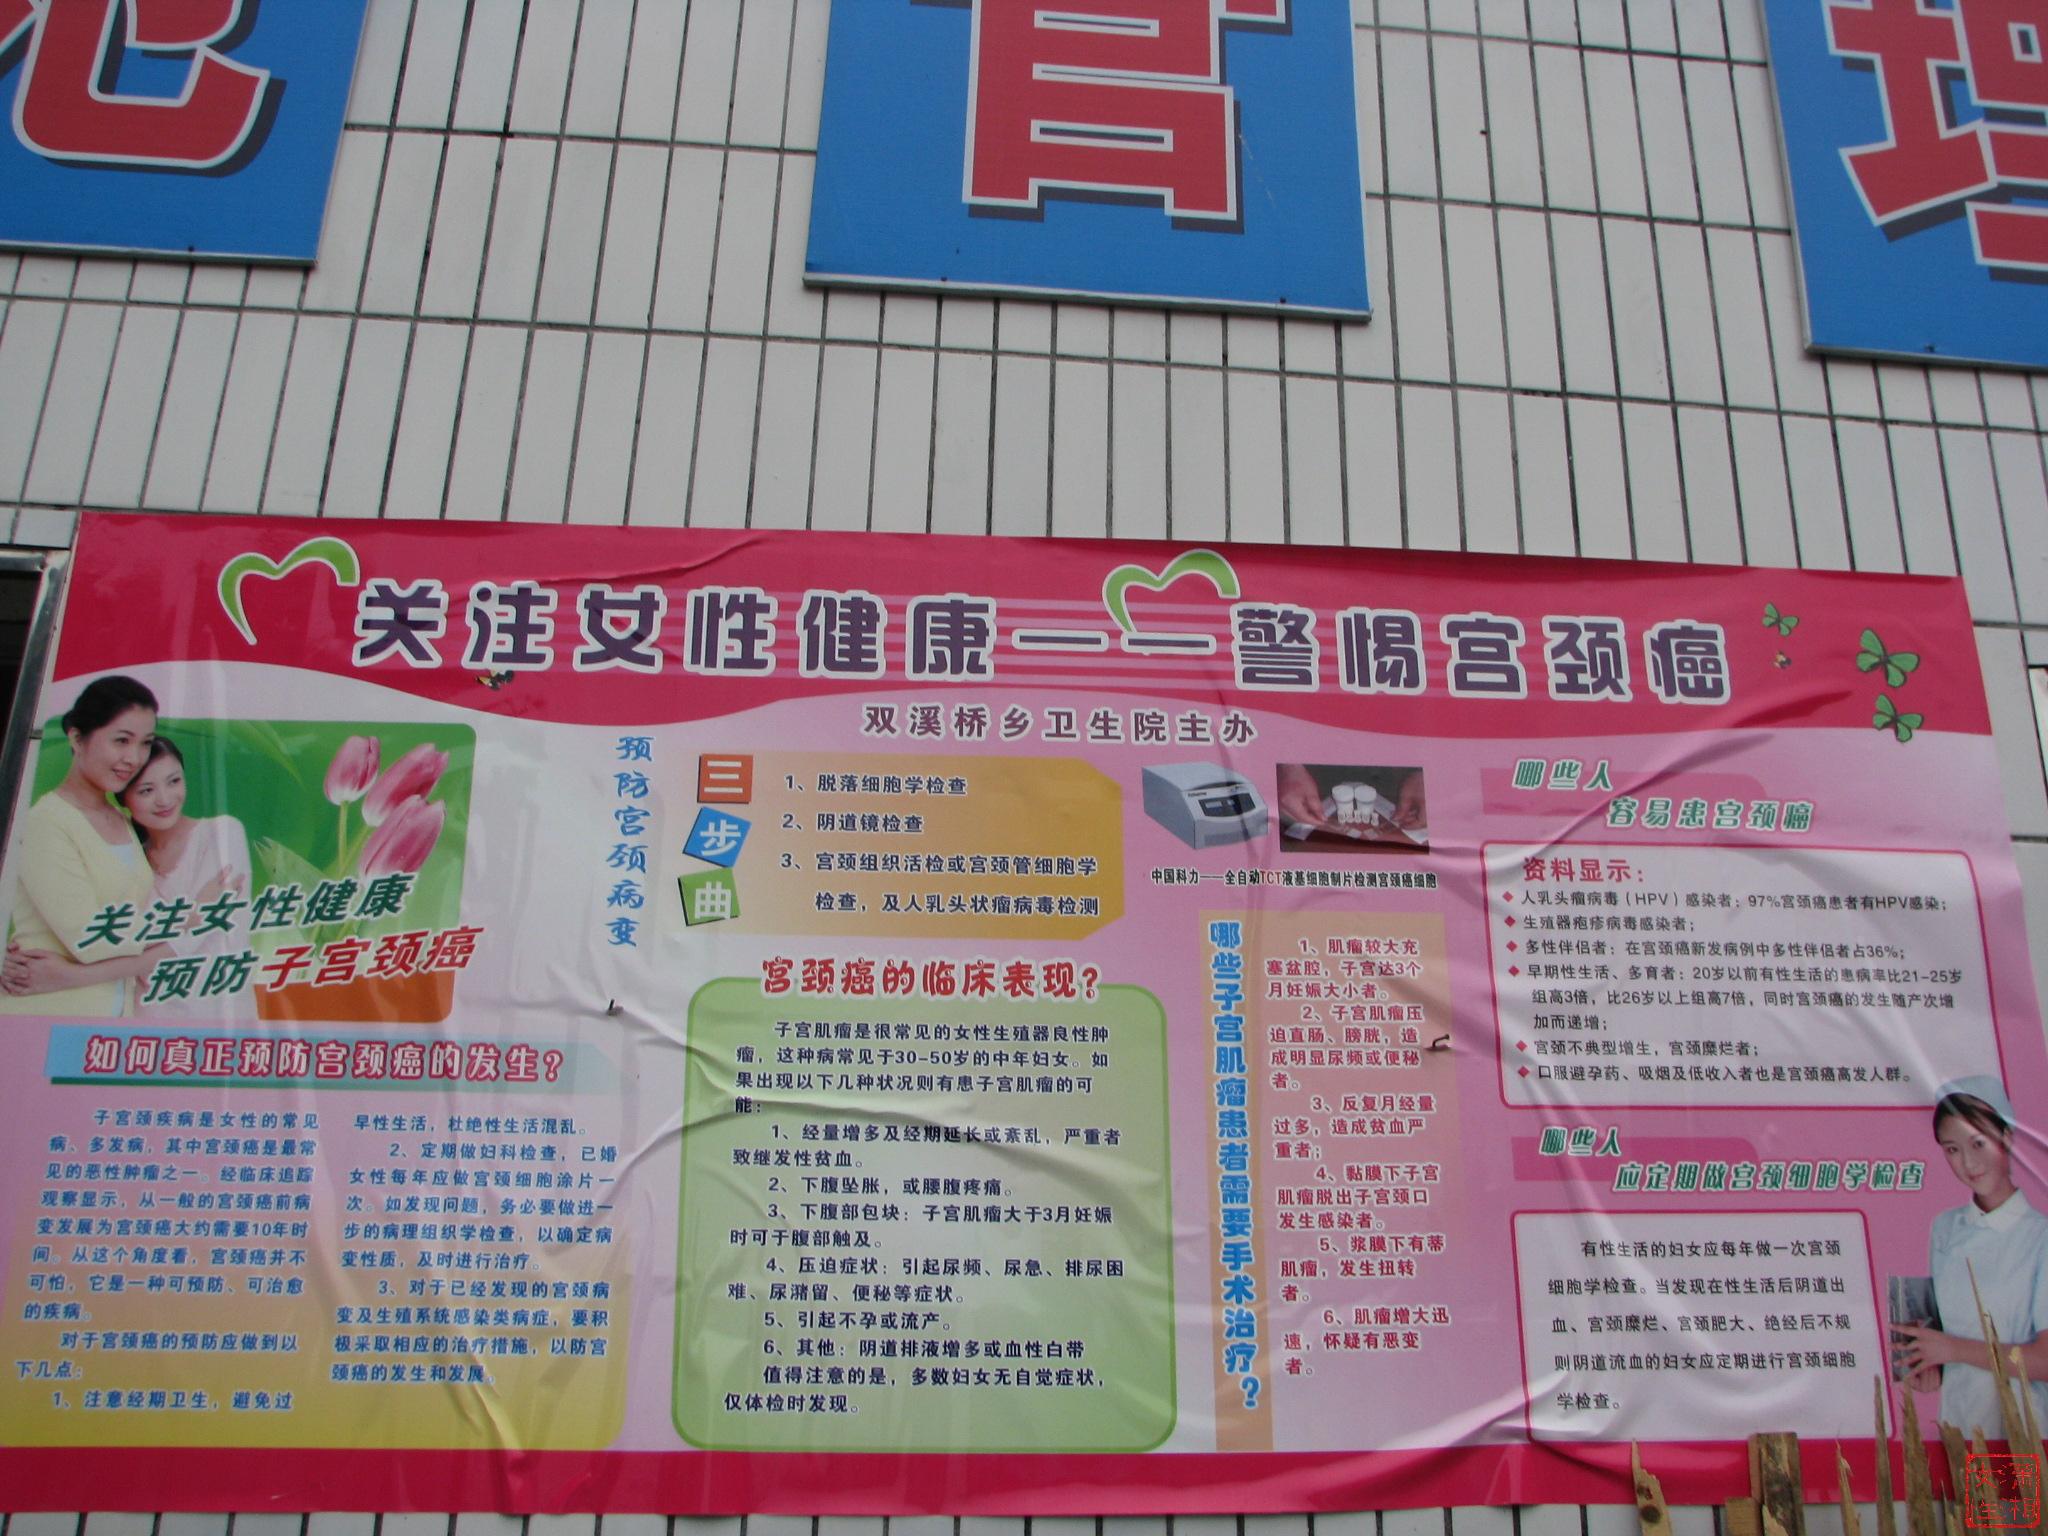 官
理
关注女性健康——警惕宫颈癌
双溪桥乡卫生院主办
关注女性健康
预防子宫颈癌
如何真正预防宫颈癌的发生？
子宫颈疾病是女性的常见
病、多发病，其中宫颈癌是最常
见的恶性肿瘤之一。经临床追踪
观察显示，从一般的宫颈癌前病
变发展为宫颈癌大约需要10年时
间。从这个角度看，宫颈癌并不
可怕，它是一种可预防、可治愈
的疾病。
对于宫颈癌的预防应做到以
下几点：
1、注意经期卫生，避免过
早性生活，杜绝性生活混乱。
2、定期做妇科检查，已婚
女性每年应做宫颈细胞涂片一
次。如发现问题，务必要做进一
步的病理组织学检查，以确定病
变性质，及时进行治疗。
3、对于已经发现的宫颈病
变及生殖系统感染类病症，要积
极采取相应的治疗措施，以防宫
颈癌的发生和发展。
预防宫颈病变
三步曲
1、脱落细胞学检查
2、阴道镜检查
3、宫颈组织活检或宫颈管细胞学
检查，及人乳头状瘤病毒检测
宫颈癌的临床表现？
子宫肌瘤是很常见的女性生殖器良性肿
瘤，这种病常见于30-50岁的中年妇女。如
果出现以下几种状况则有患子宫肌瘤的可
能：
1、经量增多及经期延长或紊乱，严重者
致继发性贫血。
2、下腹坠胀，或腰腹疼痛。
3、下腹部包块：子宫肌瘤大于3月妊娠
时可于腹部触及。
4、压迫症状：引起尿频、尿急、排尿困
难、尿潴留、便秘等症状。
5、引起不孕或流产。
6、其他：阴道排液增多或血性白带
值得注意的是，多数妇女无自觉症状，
仅体检时发现。
中国科力——全自动TCT液基细胞制片检测宫颈癌细胞
哪些子宫肌瘤患者需要手术治疗？
1、肌瘤较大充
塞盆腔，子宫达3个
月妊娠大小者。
2、子宫肌瘤压
迫直肠、膀胱，造
成明显尿频或便秘
者。
3、反复月经量
过多，造成贫血严
重者；
4、黏膜下子宫
肌瘤脱出子宫颈口
发生感染者。
5、浆膜下有蒂
肌瘤，发生扭转
者。
6、肌瘤增大迅
速，怀疑有恶变
者。
哪些人
容易患宫颈癌
资料显示：
人乳头瘤病毒（HPV）感染者：97%宫颈癌患者有HPV感染；
生殖器疱疹病毒感染者；
多性伴侣者：在宫颈癌新发病例中多性伴侣者占36%；
早期性生活、多育者：20岁以前有性生活的患病率比21-25岁
组高3倍，比26岁以上组高7倍，同时宫颈癌的发生随产次增
加而递增；
宫颈不典型增生，宫颈糜烂者；
口服避孕药、吸烟及低收入者也是宫颈癌高发人群。
哪些人
应定期做宫颈细胞学检查
有性生活的妇女应每年做一次宫颈
细胞学检查。当发现在性生活后阴道出
血、宫颈糜烂、宫颈肥大、绝经后不规
则阴道流血的妇女应定期进行宫颈细胞
学检查。